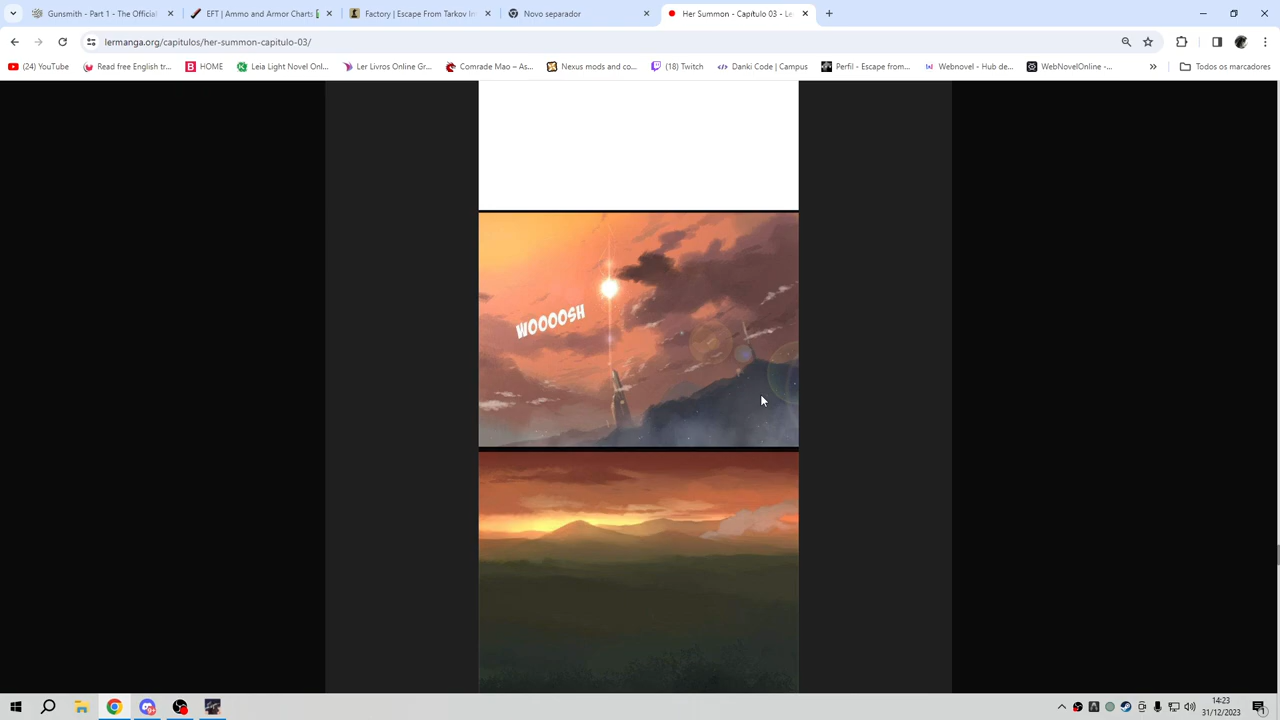 Gunsmith - Part 1 - The Official
EFT | Ammo and Armor Charts
Factory | Escape From Tarkov In
Novo separador
Her Summon - Capítulo 03 - Le
lermanga.org/capitulos/her-summon-capitulo-03/
(24) YouTube
Read free English tr...
HOME
Leia Light Novel Onl...
Ler Livros Online Gr...
Comrade Mao – As...
Nexus mods and co...
(18) Twitch
Danki Code | Campus
Perfil - Escape from...
Webnovel - Hub de...
WebNovelOnline -...
Todos os marcadores
WOOOOSH
14:23
31/12/2023